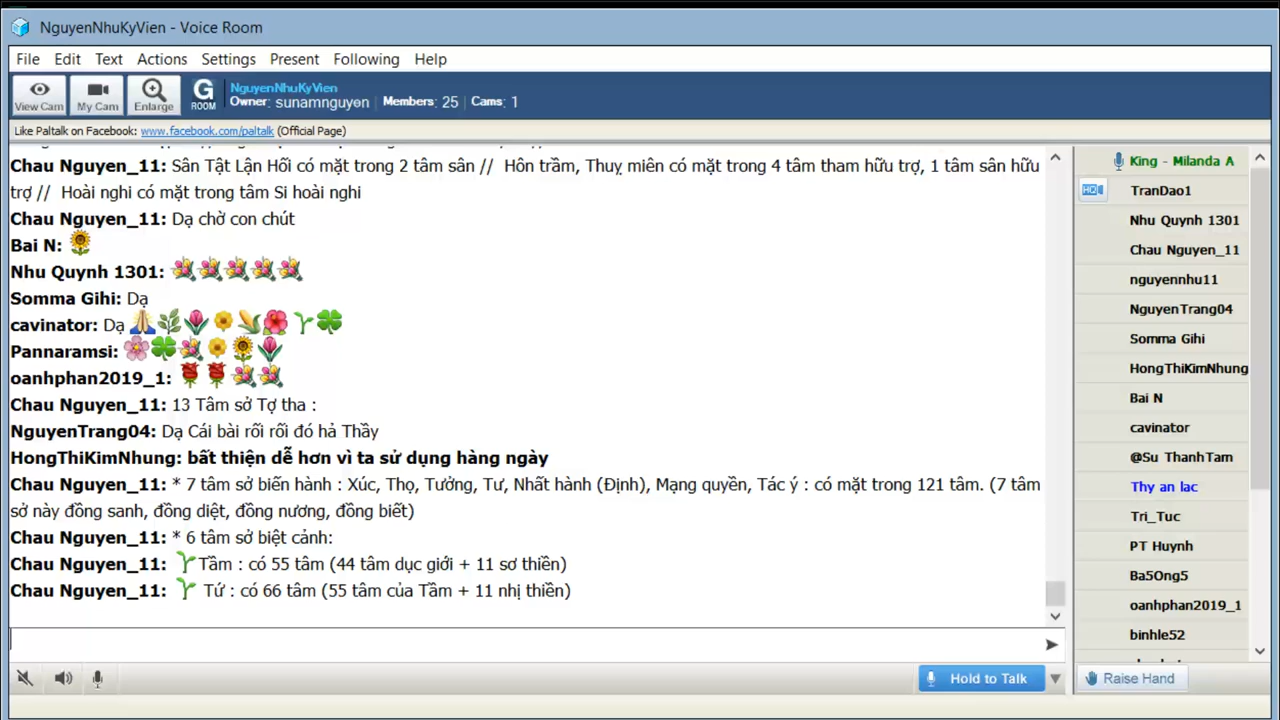 NguyenNhuKyVien - Voice Room
File Edit Text Actions Settings Present Following Help
View Cam My Cam Enlarge G ROOM NguyenNhuKyVien
Owner: sunamnguyen | Members: 25 | Cams: 1
Like Paltalk on Facebook: www.facebook.com/paltalk (Official Page)
Chau Nguyen_11: Sân Tật Lận Hối có mặt trong 2 tâm sân // Hôn trầm, Thuỵ miên có mặt trong 4 tâm tham hữu trợ, 1 tâm sân hữu
trợ // Hoài nghi có mặt trong tâm Si hoài nghi
Chau Nguyen_11: Dạ chờ con chút
Bai N:
Nhu Quynh 1301:
Somma Gihi: Dạ
cavinator: Dạ
Pannaramsi:
oanhphan2019_1:
Chau Nguyen_11: 13 Tâm sở Tợ tha :
NguyenTrang04: Dạ Cái bài rối rối đó hả Thầy
HongThiKimNhung: bất thiện dễ hơn vì ta sử dụng hàng ngày
Chau Nguyen_11: * 7 tâm sở biến hành : Xúc, Thọ, Tưởng, Tư, Nhất hành (Định), Mạng quyền, Tác ý : có mặt trong 121 tâm. (7 tâm
sở này đồng sanh, đồng diệt, đồng nương, đồng biết)
Chau Nguyen_11: * 6 tâm sở biệt cảnh:
Chau Nguyen_11: Tầm : có 55 tâm (44 tâm dục giới + 11 sơ thiền)
Chau Nguyen_11: Tứ : có 66 tâm (55 tâm của Tầm + 11 nhị thiền)
King - Milanda A
TranDao1
Nhu Quynh 1301
Chau Nguyen_11
nguyennhu11
NguyenTrang04
Somma Gihi
HongThiKimNhung
Bai N
cavinator
@Su ThanhTam
Thy an lac
Tri_Tuc
PT Huynh
Ba5Ong5
oanhphan2019_1
binhle52
Hold to Talk
Raise Hand